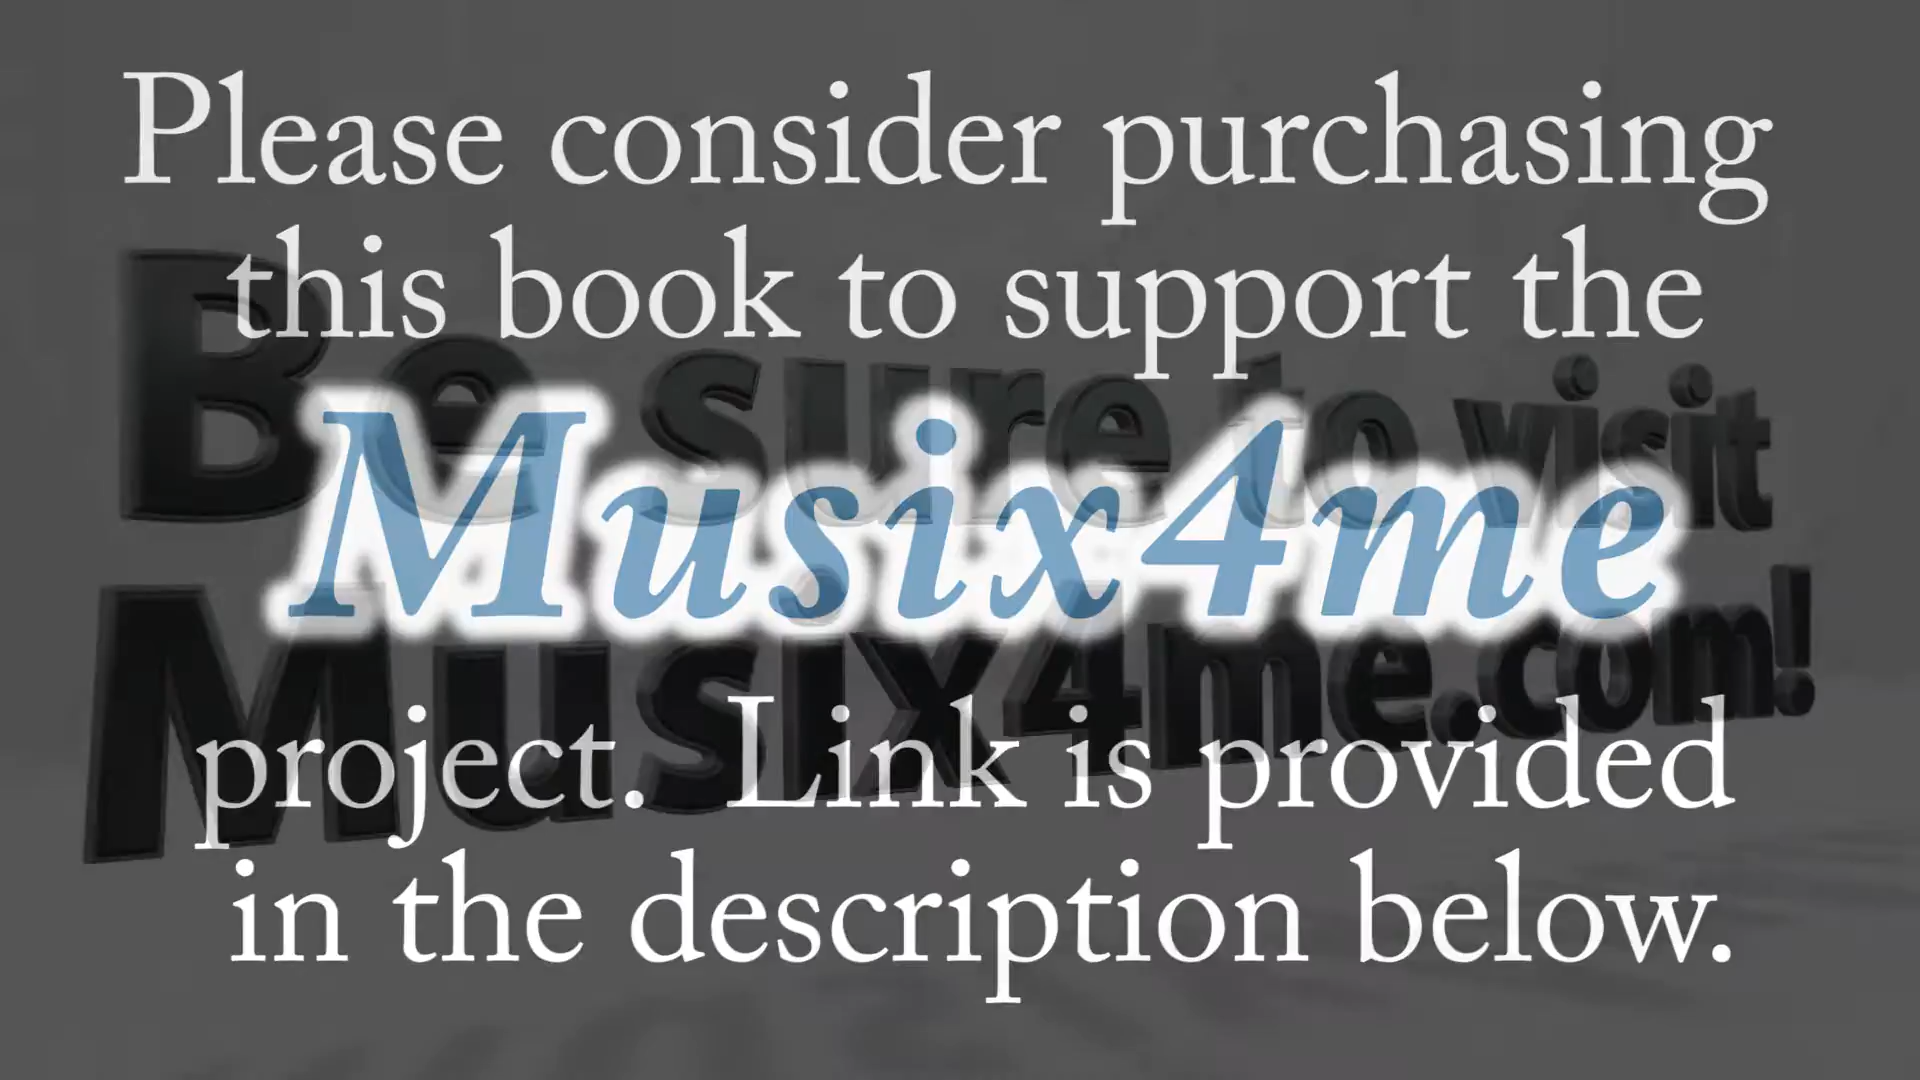 Please consider purchasing
this book to support the
Musix4me
project.  Link is provided
in the description below.
Be sure to visit
Musix4me.com!